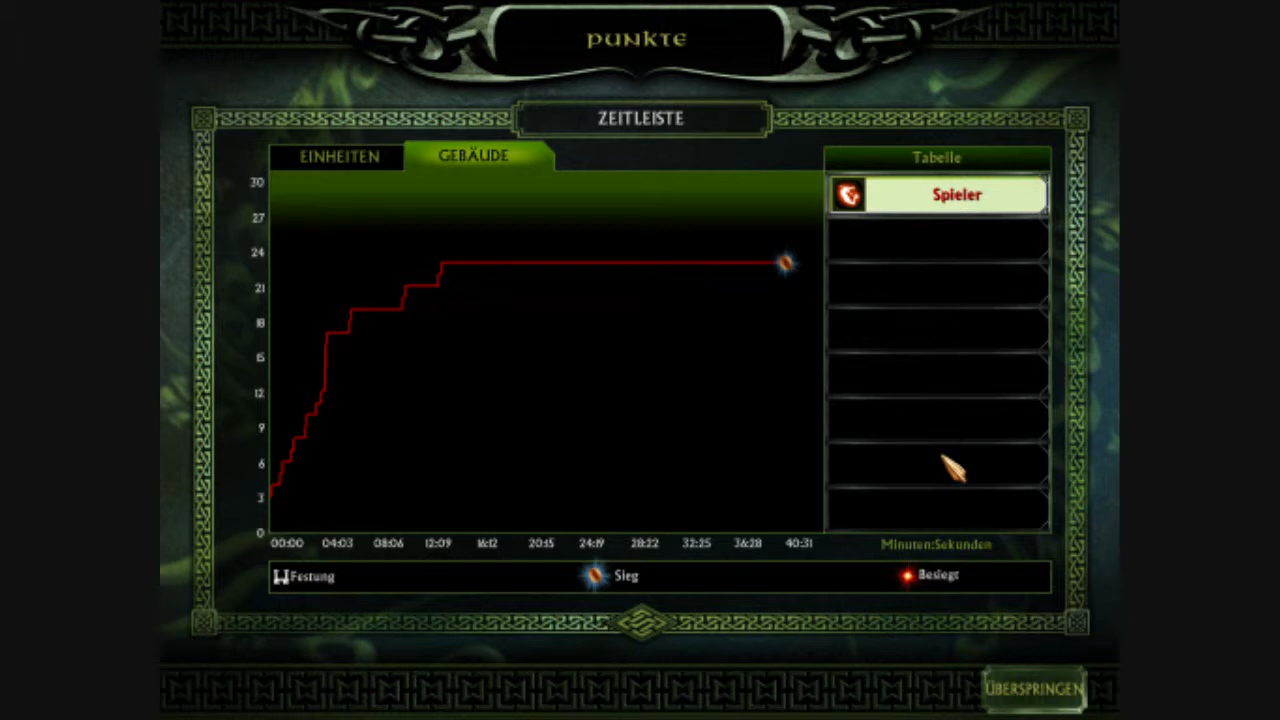 PUNKTE
ZEITLEISTE
EINHEITEN
GEBÄUDE
Tabelle
Spieler
30
27
24
21
18
15
12
9
6
3
0
00:00 04:03 08:06 12:09 16:12 20:15 24:19 28:22 32:25 36:28 40:31
Minuten:Sekunden
Festung
Sieg
Besiegt
ÜBERSPRINGEN